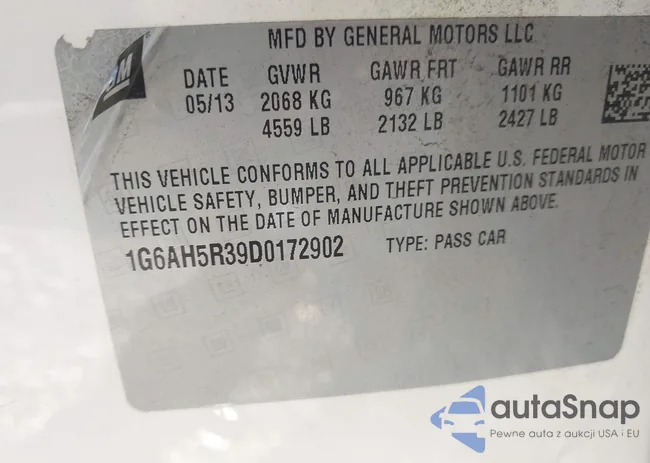 GM
MFD BY GENERAL MOTORS LLC
DATE GVWR GAWR FRT GAWR RR
05/13 2068 KG 967 KG 1101 KG
4559 LB 2132 LB 2427 LB
THIS VEHICLE CONFORMS TO ALL APPLICABLE U.S. FEDERAL MOTOR
VEHICLE SAFETY, BUMPER, AND THEFT PREVENTION STANDARDS IN
EFFECT ON THE DATE OF MANUFACTURE SHOWN ABOVE.
1G6AH5R39D0172902 TYPE: PASS CAR
autaSnap
Pewne auta z aukcji USA i EU